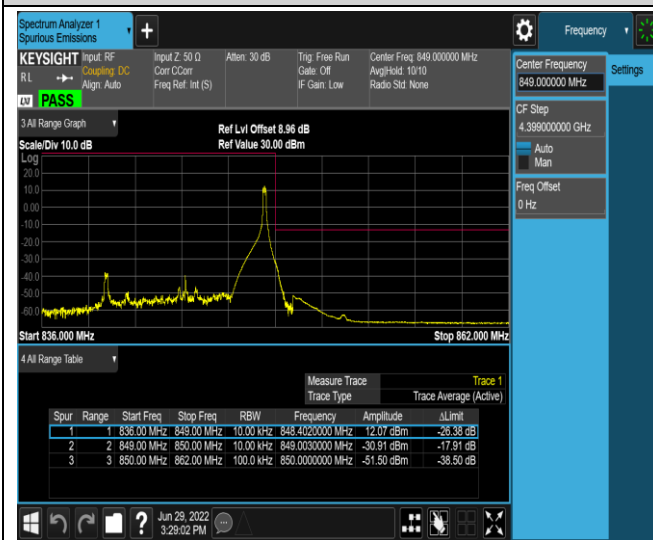 Spectrum Analyzer 1
Spurious Emissions
Frequency
KEYSIGHT Input: RF Input Z: 50 Ω Atten: 30 dB Trig: Free Run Center Freq: 849.000000 MHz
RL Coupling: DC Corr CCorr Gate: Off Avg|Hold: 10/10
Align: Auto Freq Ref: Int (S) IF Gain: Low Radio Std: None
LXI PASS
Center Frequency
849.000000 MHz
Settings
CF Step
4.399000000 GHz
Auto
Man
Freq Offset
0 Hz
3 All Range Graph
Ref Lvl Offset 8.96 dB
Scale/Div 10.0 dB Ref Value 30.00 dBm
Log
20.0
10.0
0.00
-10.0
-20.0
-30.0
-40.0
-50.0
-60.0
Start 836.000 MHz Stop 862.000 MHz
4 All Range Table
Measure Trace Trace 1
Trace Type Trace Average (Active)
Spur Range Start Freq Stop Freq RBW Frequency Amplitude ΔLimit
1 1 836.00 MHz 849.00 MHz 10.00 kHz 848.4020000 MHz 12.07 dBm -26.38 dB
2 2 849.00 MHz 850.00 MHz 10.00 kHz 849.0030000 MHz -30.91 dBm -17.91 dB
3 3 850.00 MHz 862.00 MHz 100.0 kHz 850.0000000 MHz -51.50 dBm -38.50 dB
Jun 29, 2022
3:29:02 PM